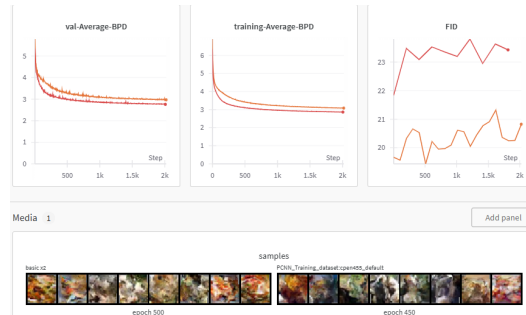 val-Average-BPD
5
4
3
2
1
0
Step
500 1k 1.5k 2k
training-Average-BPD
6
5
4
3
2
1
0
Step
0 500 1k 1.5k 2k
FID
23
22
21
20
Step
500 1k 1.5k 2k
Media 1
Add panel
samples
basic x2
PCNN_Training_dataset:cpen455_default
epoch 500
epoch 450